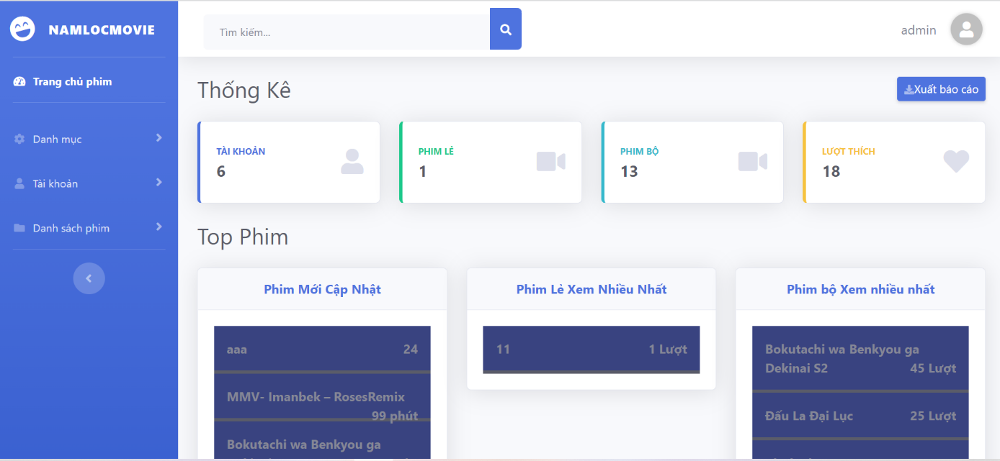 NAMLOCMOVIE
Tìm kiếm...
admin
Trang chủ phim
Danh mục
Tài khoản
Danh sách phim
Thống Kê
Xuất báo cáo
TÀI KHOẢN
6
PHIM LẺ
1
PHIM BỘ
13
LƯỢT THÍCH
18
Top Phim
Phim Mới Cập Nhật
aaa 24
MMV- Imanbek – RosesRemix
99 phút
Bokutachi wa Benkyou ga
Phim Lẻ Xem Nhiều Nhất
11 1 Lượt
Phim bộ Xem nhiều nhất
Bokutachi wa Benkyou ga
Dekinai S2 45 Lượt
Đấu La Đại Lục 25 Lượt